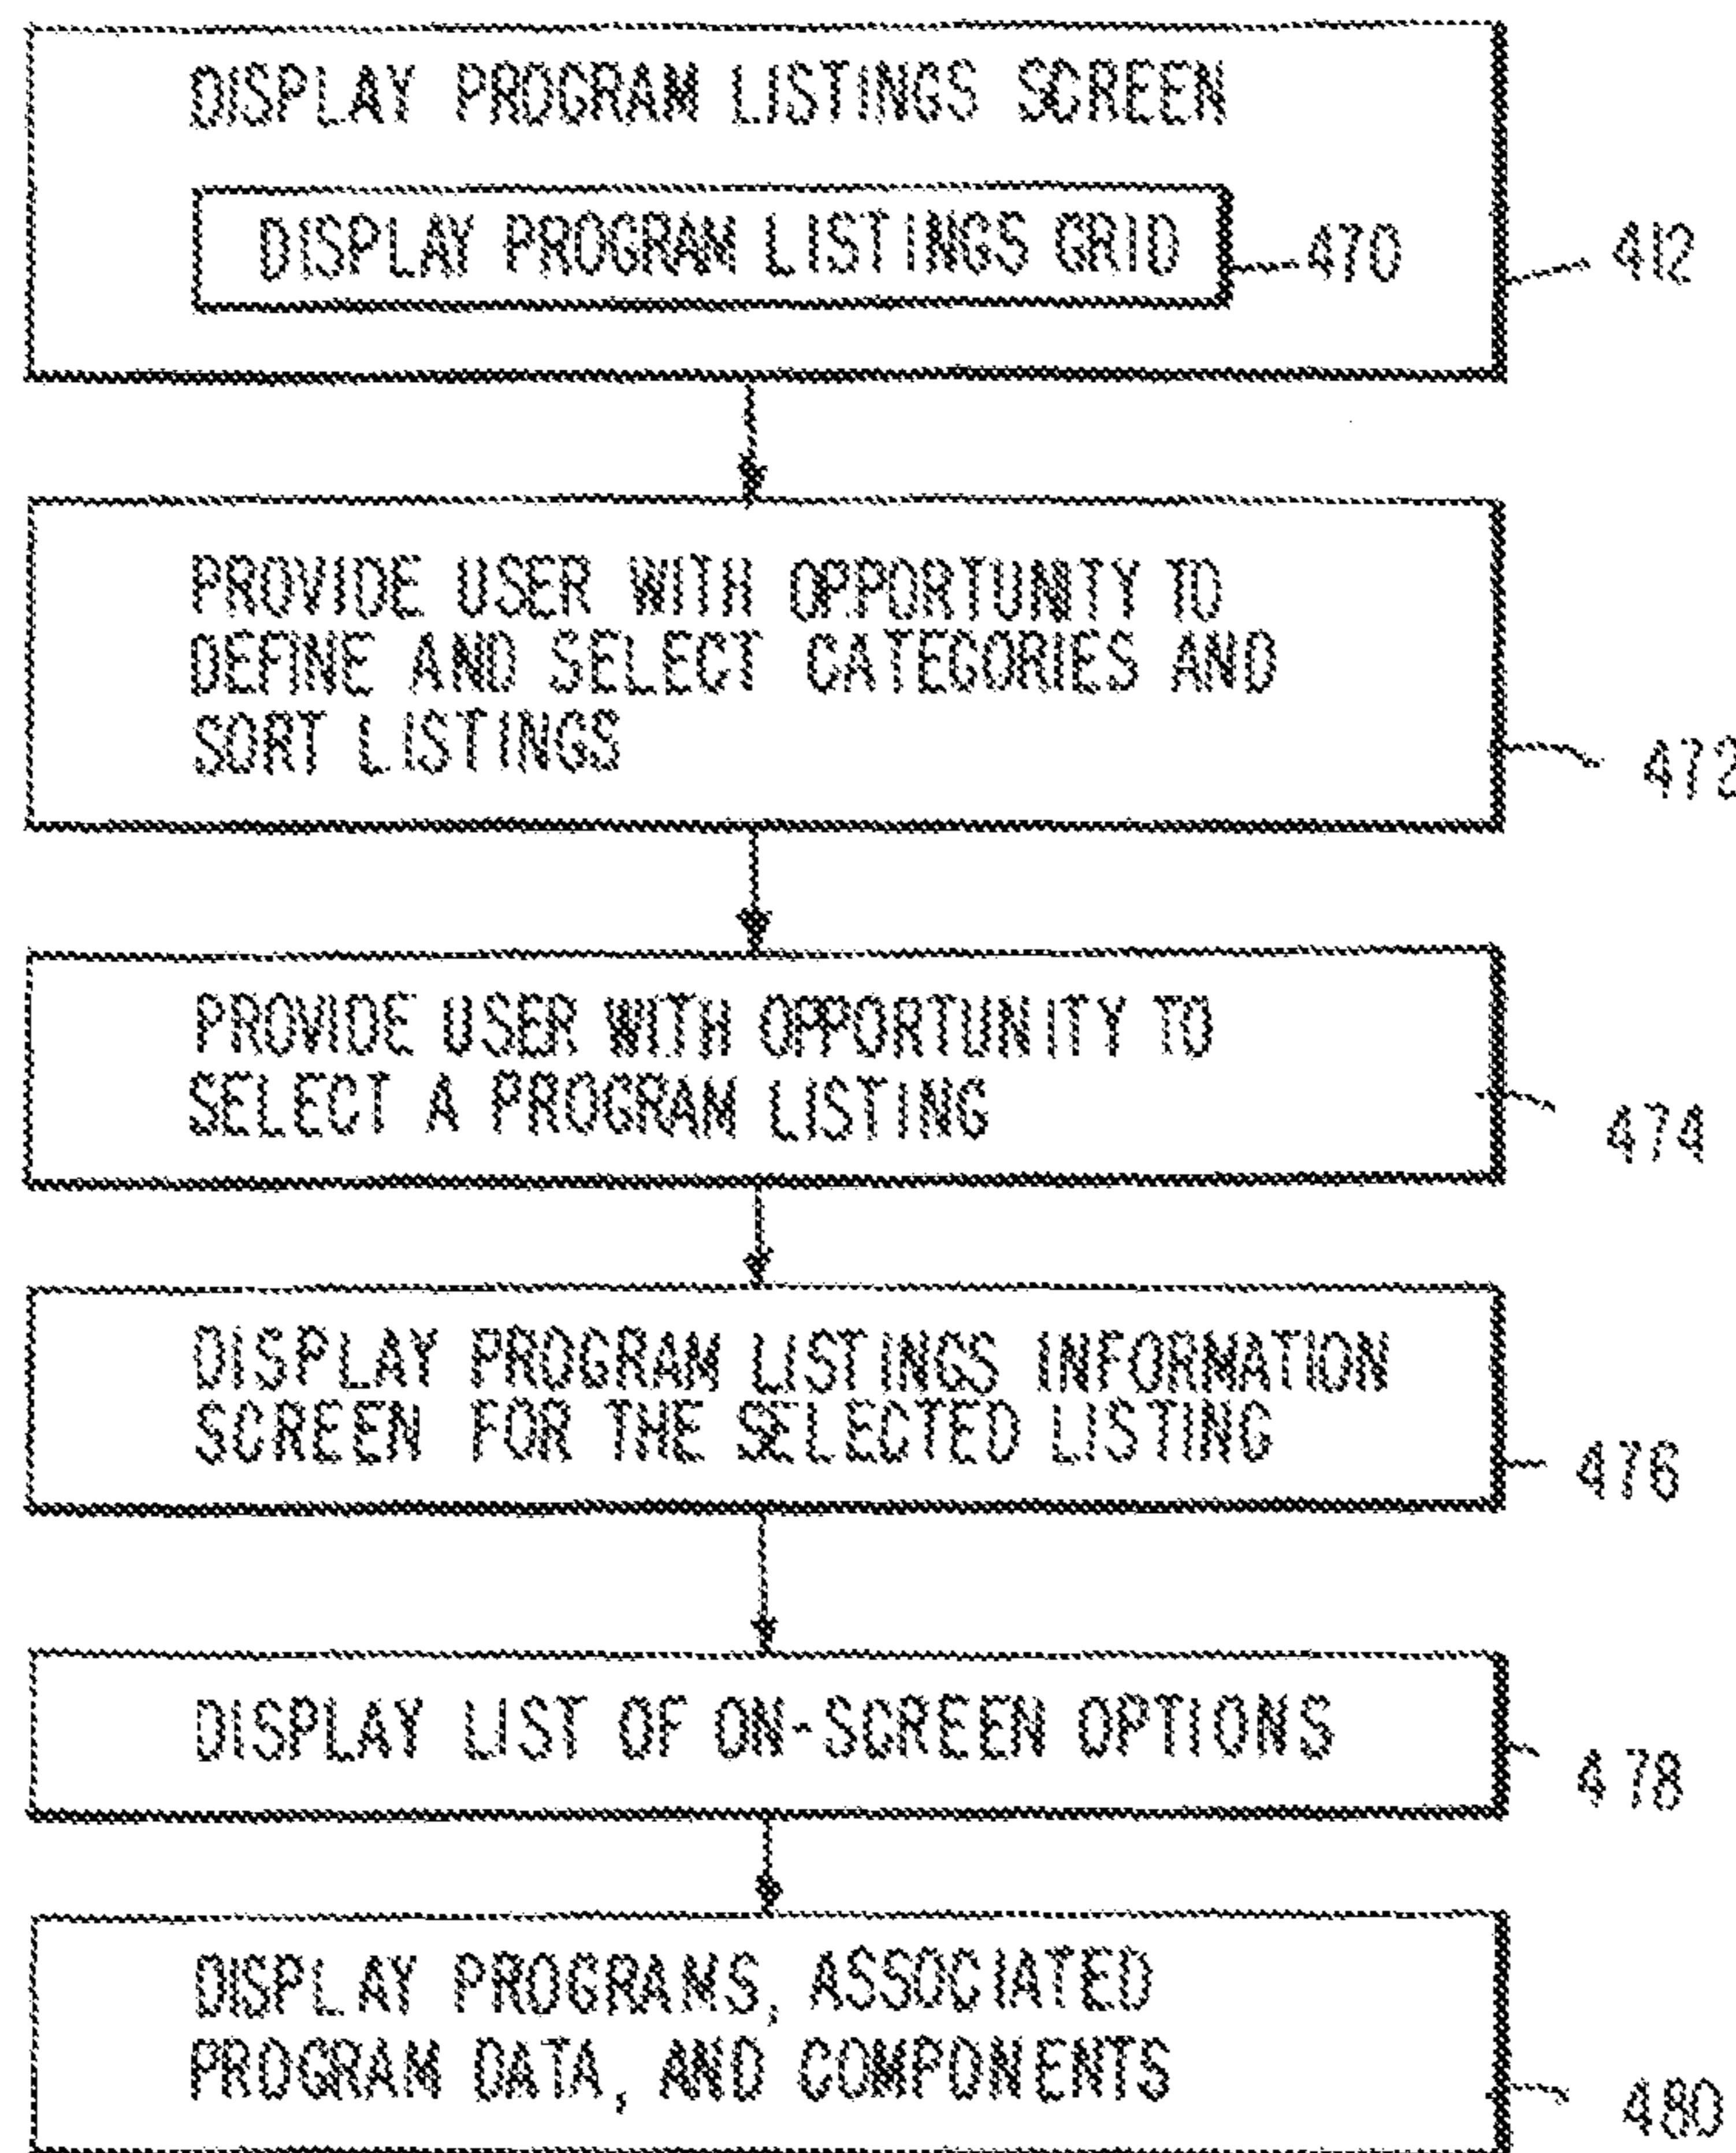 DISPLAY PROGRAM LISTINGS SCREEN
DISPLAY PROGRAM LISTINGS GRID
470
412
PROVIDE USER WITH OPPORTUNITY TO
DEFINE AND SELECT CATEGORIES AND
SORT LISTINGS
472
PROVIDE USER WITH OPPORTUNITY TO
SELECT A PROGRAM LISTING
474
DISPLAY PROGRAM LISTINGS INFORMATION
SCREEN FOR THE SELECTED LISTING
476
DISPLAY LIST OF ON-SCREEN OPTIONS
478
DISPLAY PROGRAMS, ASSOCIATED
PROGRAM DATA, AND COMPONENTS
480